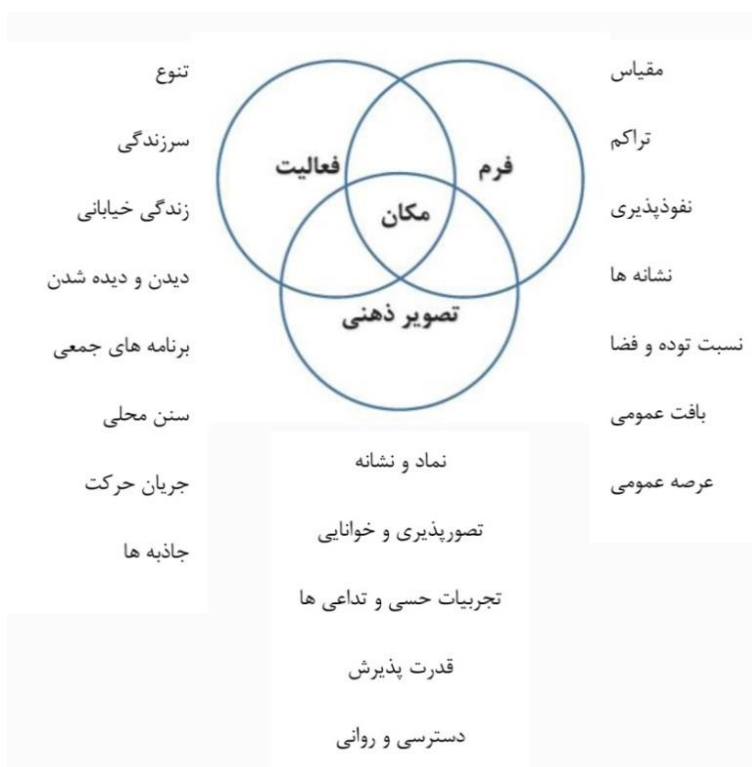 فرم
فعالیت
مکان
تصویر ذهنی
مقیاس
تراکم
نفوذپذیری
نشانه ها
نسبت توده و فضا
بافت عمومی
عرصه عمومی
تنوع
سرزندگی
زندگی خیابانی
دیدن و دیده شدن
برنامه های جمعی
سنن محلی
جریان حرکت
جاذبه ها
نماد و نشانه
تصورپذیری و خوانایی
تجربیات حسی و تداعی ها
قدرت پذیرش
دسترسی و روانی